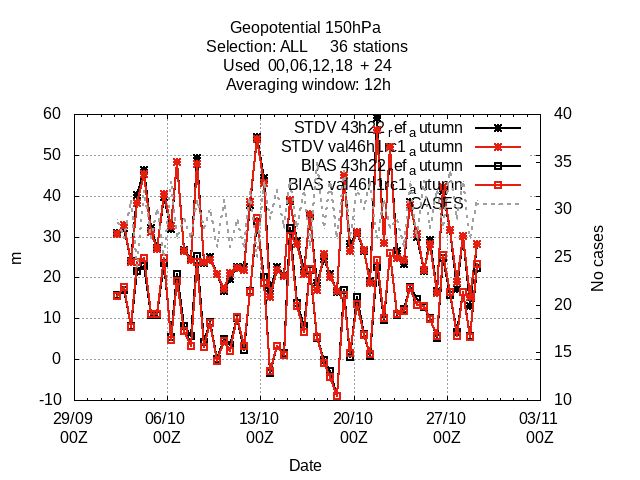 Geopotential 150hPa
Selection: ALL 36 stations
Used 00,06,12,18 + 24
Averaging window: 12h
60
50
40
30
20
10
0
-10
m
40
35
30
25
20
15
10
No cases
STDV 43h22_ref_autumn
STDV val46h1rc1_autumn
BIAS 43h22_ref_autumn
BIAS val46h1rc1_autumn
CASES
29/09 06/10 13/10 20/10 27/10 03/11
00Z 00Z 00Z 00Z 00Z 00Z
Date